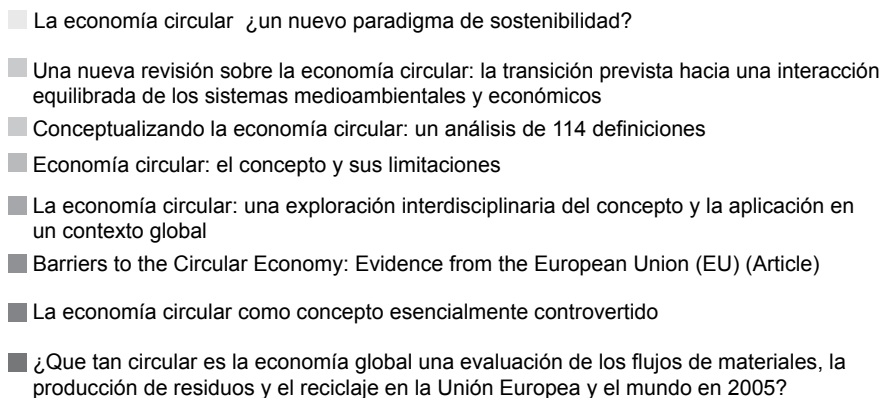 La economía circular ¿un nuevo paradigma de sostenibilidad?
Una nueva revisión sobre la economía circular: la transición prevista hacia una interacción
equilibrada de los sistemas medioambientales y económicos
Conceptualizando la economía circular: un análisis de 114 definiciones
Economía circular: el concepto y sus limitaciones
La economía circular: una exploración interdisciplinaria del concepto y la aplicación en
un contexto global
Barriers to the Circular Economy: Evidence from the European Union (EU) (Article)
La economía circular como concepto esencialmente controvertido
¿Que tan circular es la economía global una evaluación de los flujos de materiales, la
producción de residuos y el reciclaje en la Unión Europea y el mundo en 2005?